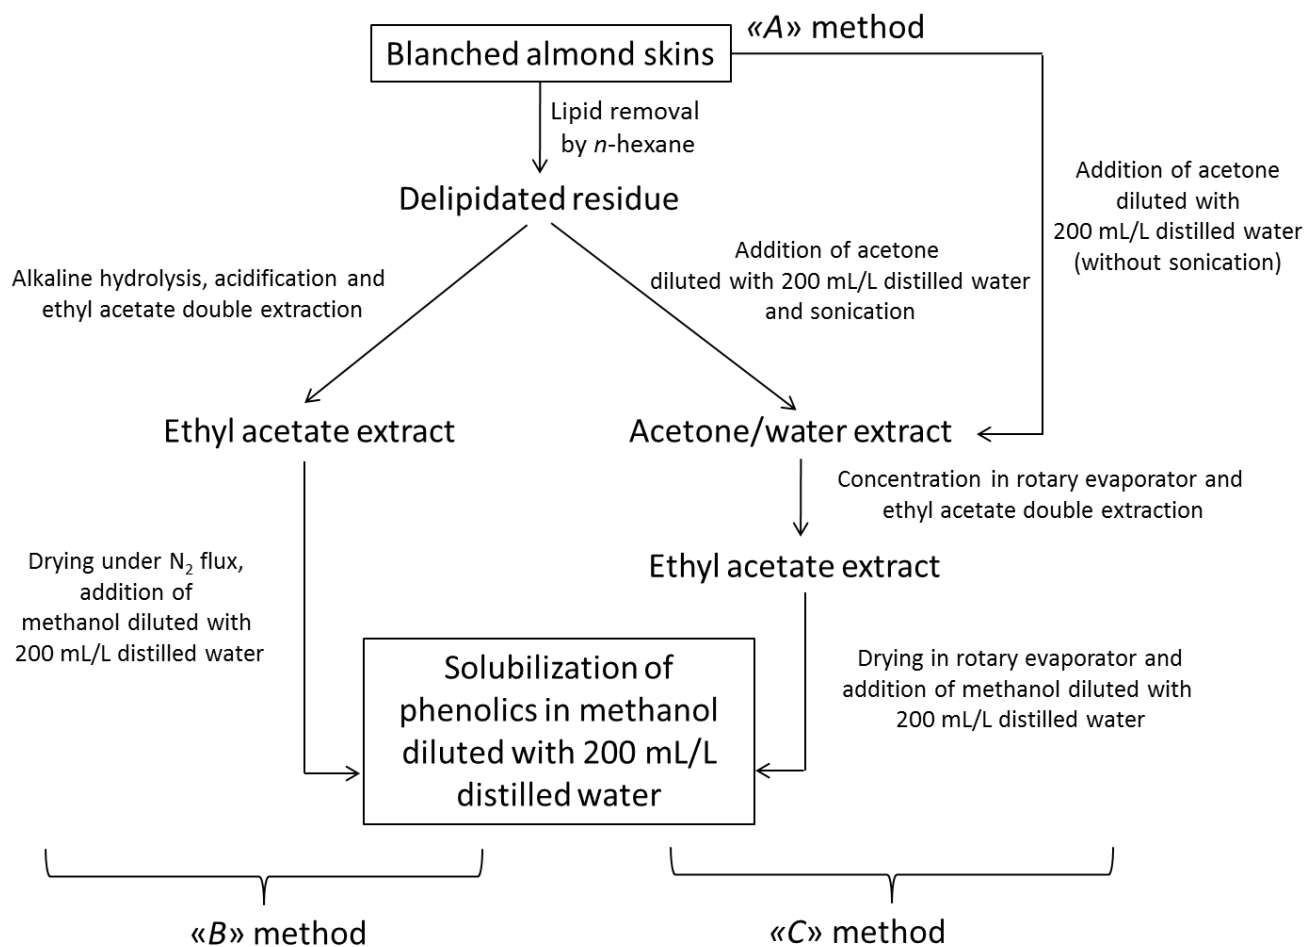 «A» method
Blanched almond skins
Lipid removal
by n-hexane
Delipidated residue
Addition of acetone
diluted with
200 mL/L distilled water
(without sonication)
Alkaline hydrolysis, acidification and
ethyl acetate double extraction
Addition of acetone
diluted with 200 mL/L distilled water
and sonication
Ethyl acetate extract
Acetone/water extract
Concentration in rotary evaporator and
ethyl acetate double extraction
Ethyl acetate extract
Drying under N₂ flux,
addition of
methanol diluted with
200 mL/L distilled water
Solubilization of
phenolics in methanol
diluted with 200 mL/L
distilled water
Drying in rotary evaporator and
addition of methanol diluted with
200 mL/L distilled water
«B» method
«C» method